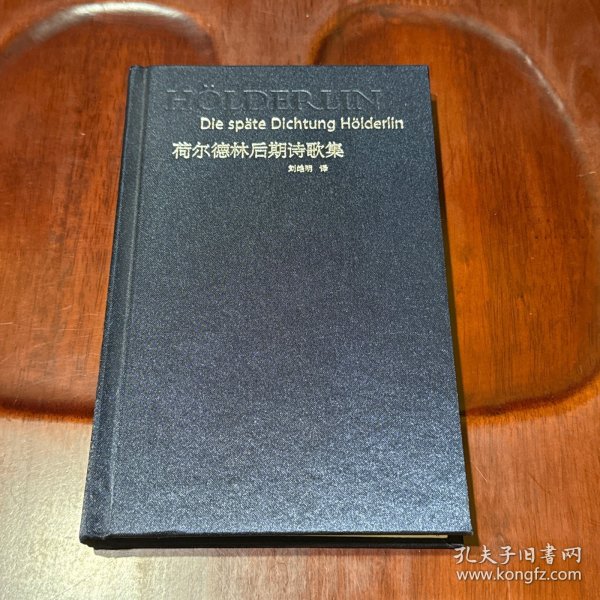 HÖLDERLIN
Die späte Dichtung Hölderlin
荷尔德林后期诗歌集
刘皓明 译
孔夫子旧書网
www.kongfz.com